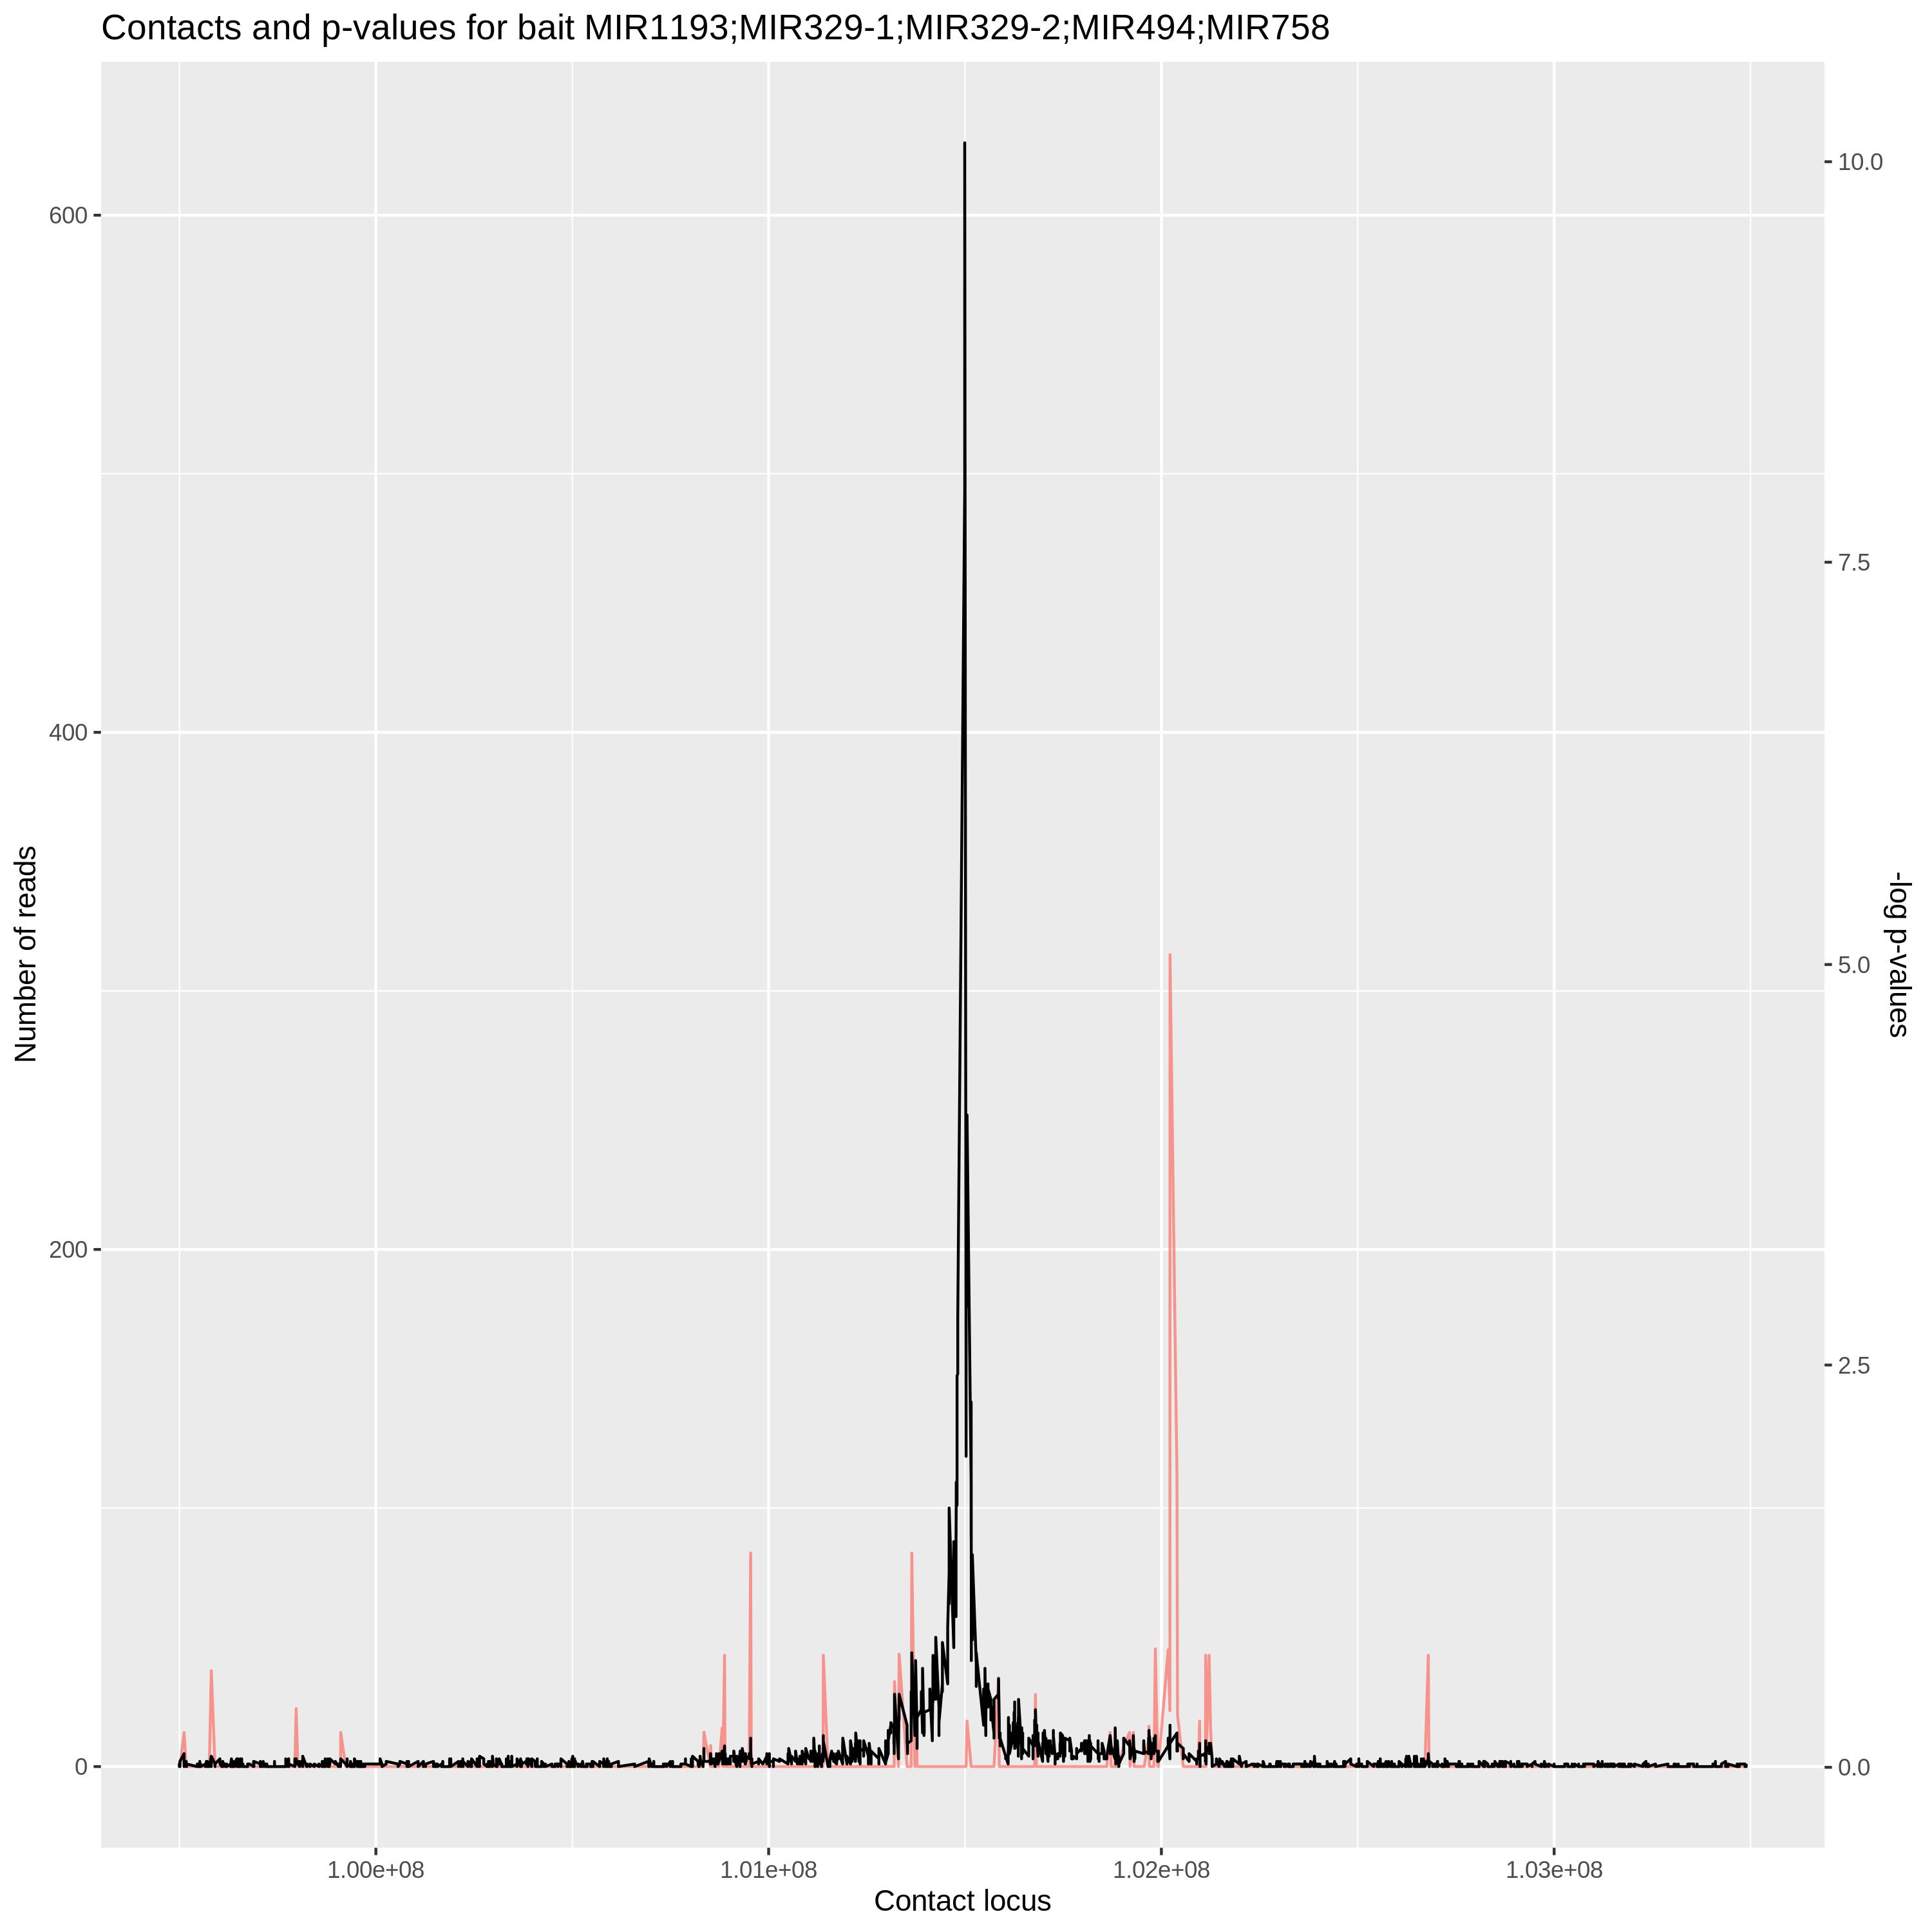 Contacts and p-values for bait MIR1193;MIR329-1;MIR329-2;MIR494;MIR758
Number of reads
600
400
200
0
10.0
7.5
5.0
2.5
0.0
-log p-values
1.00e+08
1.01e+08
1.02e+08
1.03e+08
Contact locus